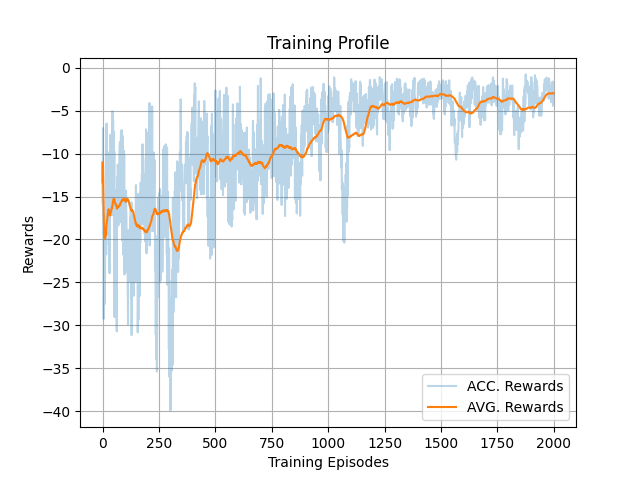 Training Profile
Rewards
0
−5
−10
−15
−20
−25
−30
−35
−40
ACC. Rewards
AVG. Rewards
0 250 500 750 1000 1250 1500 1750 2000
Training Episodes